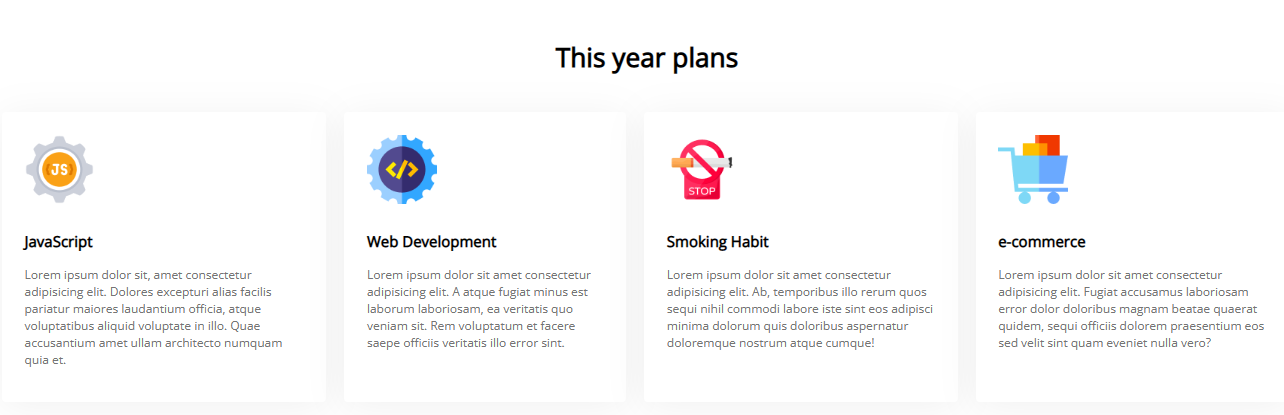 This year plans
JS
JavaScript
Lorem ipsum dolor sit, amet consectetur
adipisicing elit. Dolores excepturi alias facilis
pariatur maiores laudantium officia, atque
voluptatibus aliquid voluptate in illo. Quae
accusantium amet ullam architecto numquam
quia et.
</>
Web Development
Lorem ipsum dolor sit amet consectetur
adipisicing elit. A atque fugiat minus est
laborum laboriosam, ea veritatis quo
veniam sit. Rem voluptatum et facere
saepe officiis veritatis illo error sint.
STOP
Smoking Habit
Lorem ipsum dolor sit amet consectetur
adipisicing elit. Ab, temporibus illo rerum quos
sequi nihil commodi labore iste sint eos adipisci
minima dolorum quis doloribus aspernatur
doloremque nostrum atque cumque!
e-commerce
Lorem ipsum dolor sit amet consectetur
adipisicing elit. Fugiat accusamus laboriosam
error dolor doloribus magnam beatae quaerat
quidem, sequi officiis dolorem praesentium eos
sed velit sint quam eveniet nulla vero?